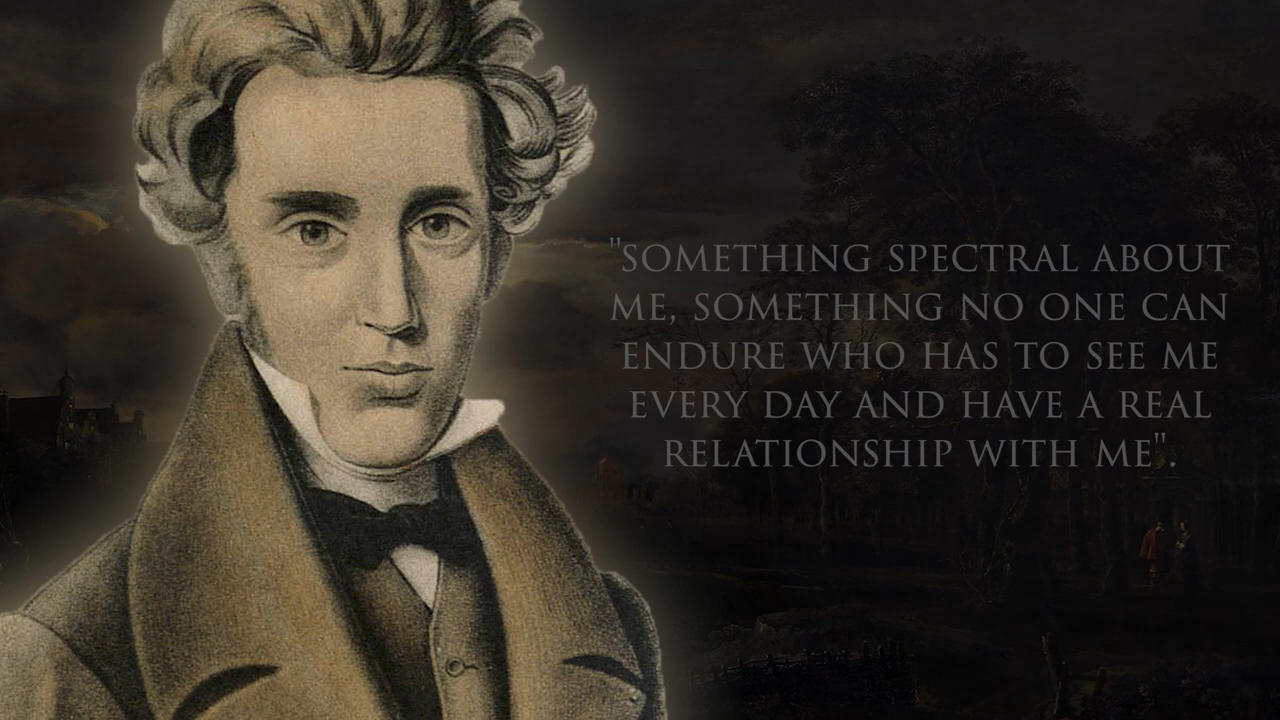 "SOMETHING SPECTRAL ABOUT
ME, SOMETHING NO ONE CAN
ENDURE WHO HAS TO SEE ME
EVERY DAY AND HAVE A REAL
RELATIONSHIP WITH ME".